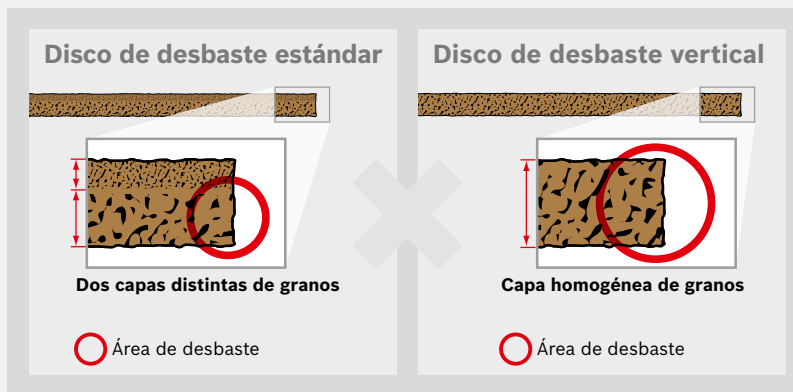 Disco de desbaste estándar
Dos capas distintas de granos
Área de desbaste
Disco de desbaste vertical
Capa homogénea de granos
Área de desbaste